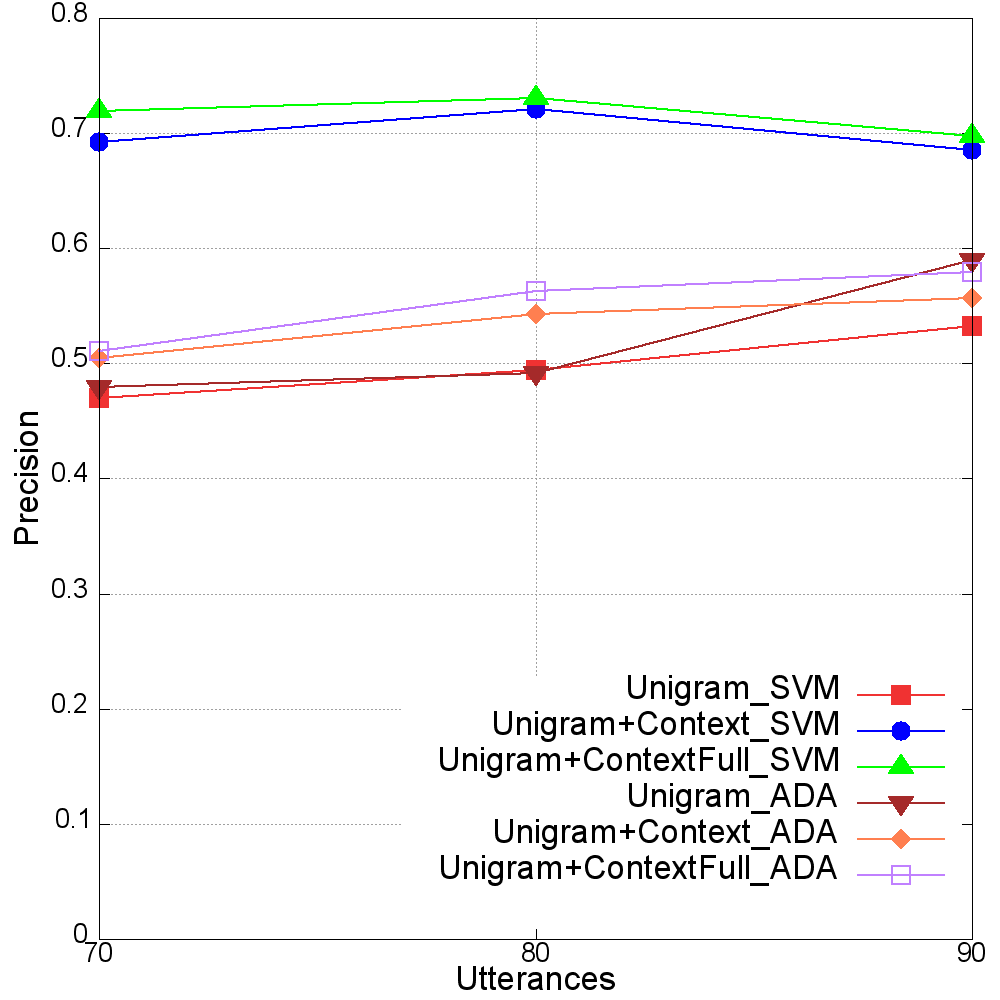 0.8
0.7
0.6
0.5
0.4
0.3
0.2
0.1
0
Precision
Unigram_SVM
Unigram+Context_SVM
Unigram+ContextFull_SVM
Unigram_ADA
Unigram+Context_ADA
Unigram+ContextFull_ADA
70 80 90
Utterances